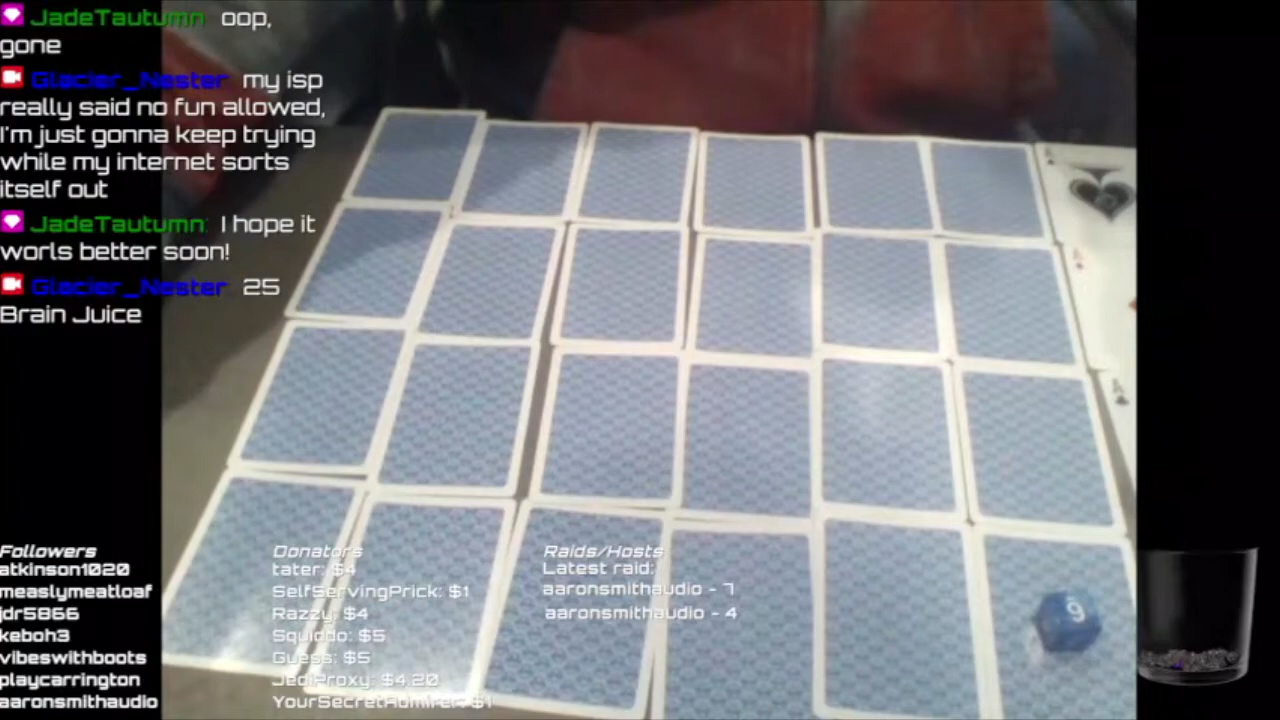 JadeTautumn oop,
gone
Glacier_Nester my isp
really said no fun allowed,
I'm just gonna keep trying
while my internet sorts
itself out
JadeTautumn: I hope it
worls better soon!
Glacier_Nester 25
Brain Juice
Followers
atkinson1020
measlymeatloaf
jdr5866
keboh3
vibeswithboots
playcarrington
aaronsmithaudio
Donators
tater: $4
SelfServingPrick: $1
Razzy: $4
Squiddo: $5
Guess: $5
JediProxy: $4.20
YourSecretAdmirer: $1
Raids/Hosts
Latest raid:
aaronsmithaudio - 7
aaronsmithaudio - 4
9